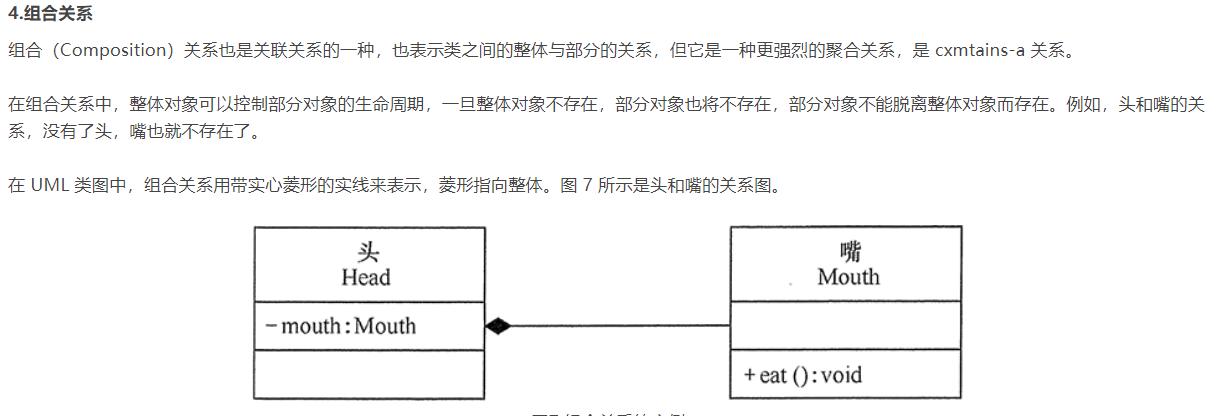 4.组合关系
组合（Composition）关系也是关联关系的一种，也表示类之间的整体与部分的关系，但它是一种更强烈的聚合关系，是 cxmtains-a 关系。
在组合关系中，整体对象可以控制部分对象的生命周期，一旦整体对象不存在，部分对象也将不存在，部分对象不能脱离整体对象而存在。例如，头和嘴的关
系，没有了头，嘴也就不存在了。
在 UML 类图中，组合关系用带实心菱形的实线来表示，菱形指向整体。图 7 所示是头和嘴的关系图。
头
Head
-mouth:Mouth
嘴
Mouth
+eat():void